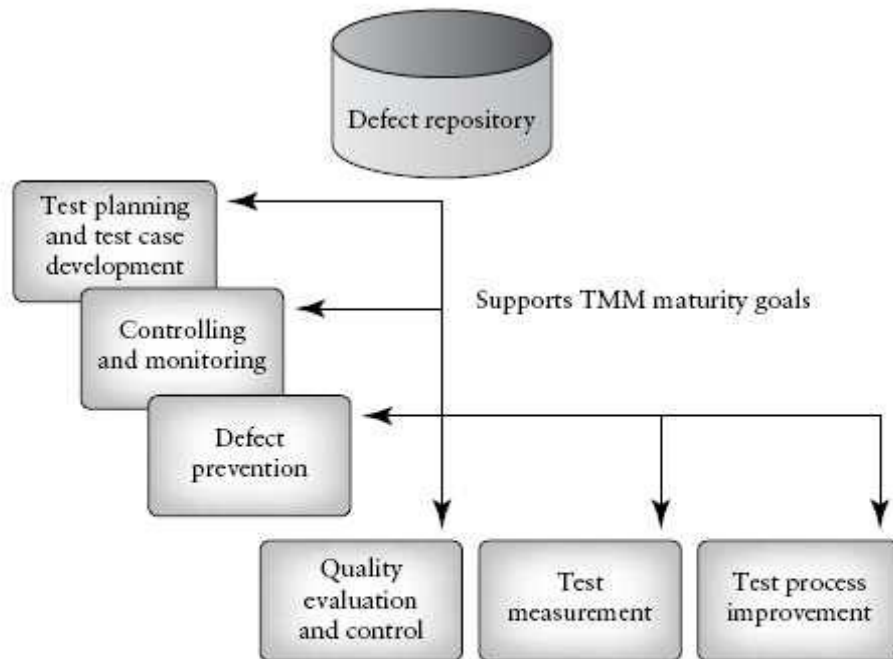 Defect repository
Test planning
and test case
development
Supports TMM maturity goals
Controlling
and monitoring
Defect
prevention
Quality
evaluation
and control
Test
measurement
Test process
improvement